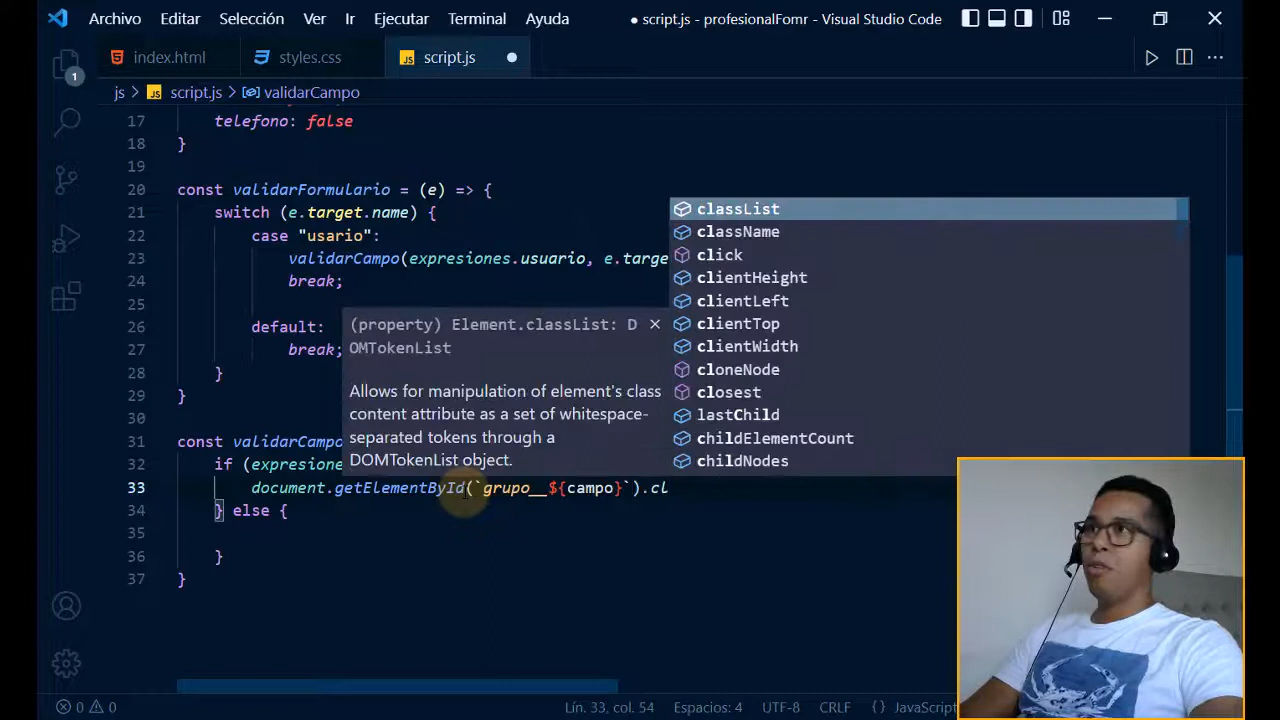 Archivo Editar Selección Ver Ir Ejecutar Terminal Ayuda ● script.js - profesionalFomr - Visual Studio Code
index.html styles.css JS script.js ●
js > JS script.js > validarCampo
1
17 telefono: false
18 }
19
20 const validarFormulario = (e) => {
21 switch (e.target.name) {
22 case "usario":
23 validarCampo(expresiones.usuario, e.targe
24 break;
25
26 default:
27 break;
28 }
29 }
30
31 const validarCampo
32 if (expresione
33 document.getElementById(`grupo__${campo}`).cl
34 } else {
35
36 }
37 }
(property) Element.classList: D
OMTokenList
Allows for manipulation of element's class
content attribute as a set of whitespace-
separated tokens through a
DOMTokenList object.
classList
className
click
clientHeight
clientLeft
clientTop
clientWidth
cloneNode
closest
lastChild
childElementCount
childNodes
0 0 Lín. 33, col. 54 Espacios: 4 UTF-8 CRLF {} JavaScript